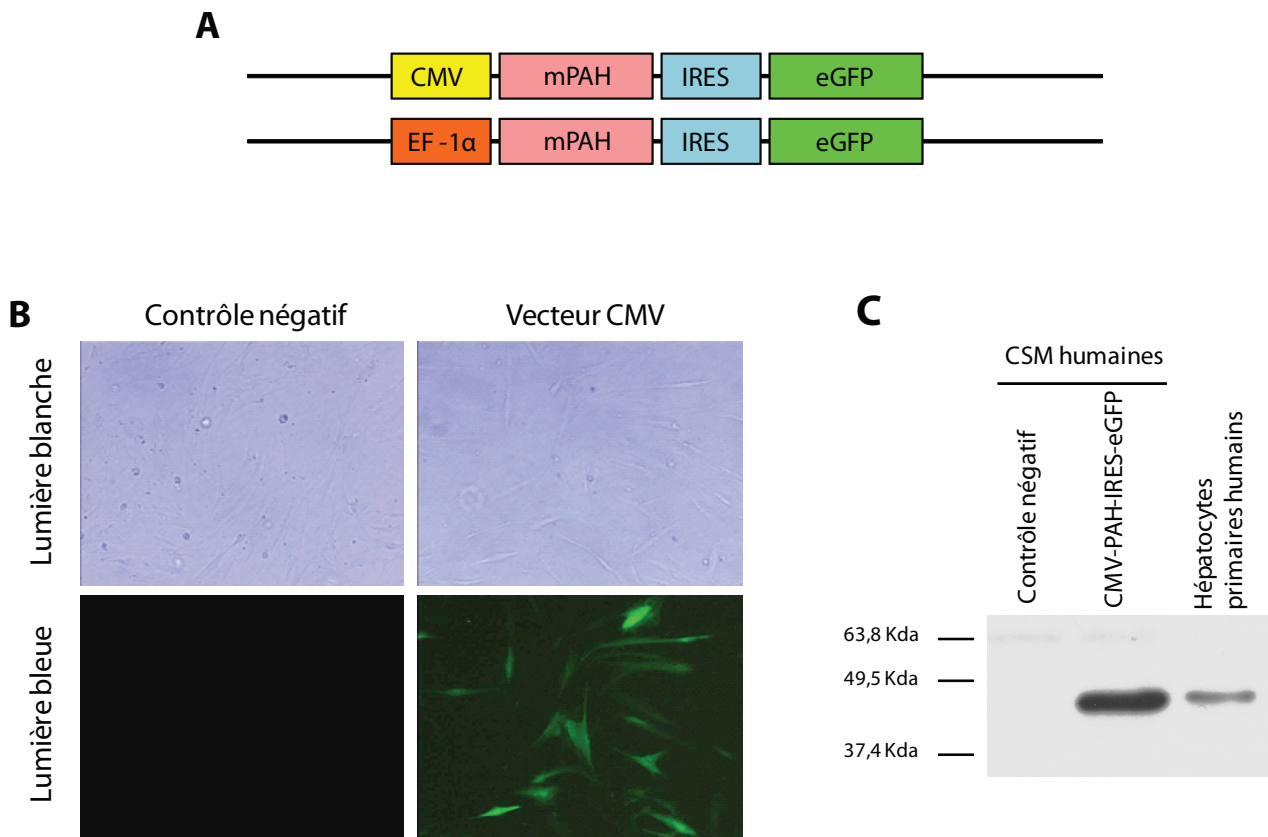 A
CMV
mPAH
IRES
eGFP
EF -1α
mPAH
IRES
eGFP
B
Contrôle négatif
Vecteur CMV
Lumière blanche
Lumière bleue
C
CSM humaines
Contrôle négatif
CMV-PAH-IRES-eGFP
Hépatocytes
primaires humains
63,8 Kda
49,5 Kda
37,4 Kda